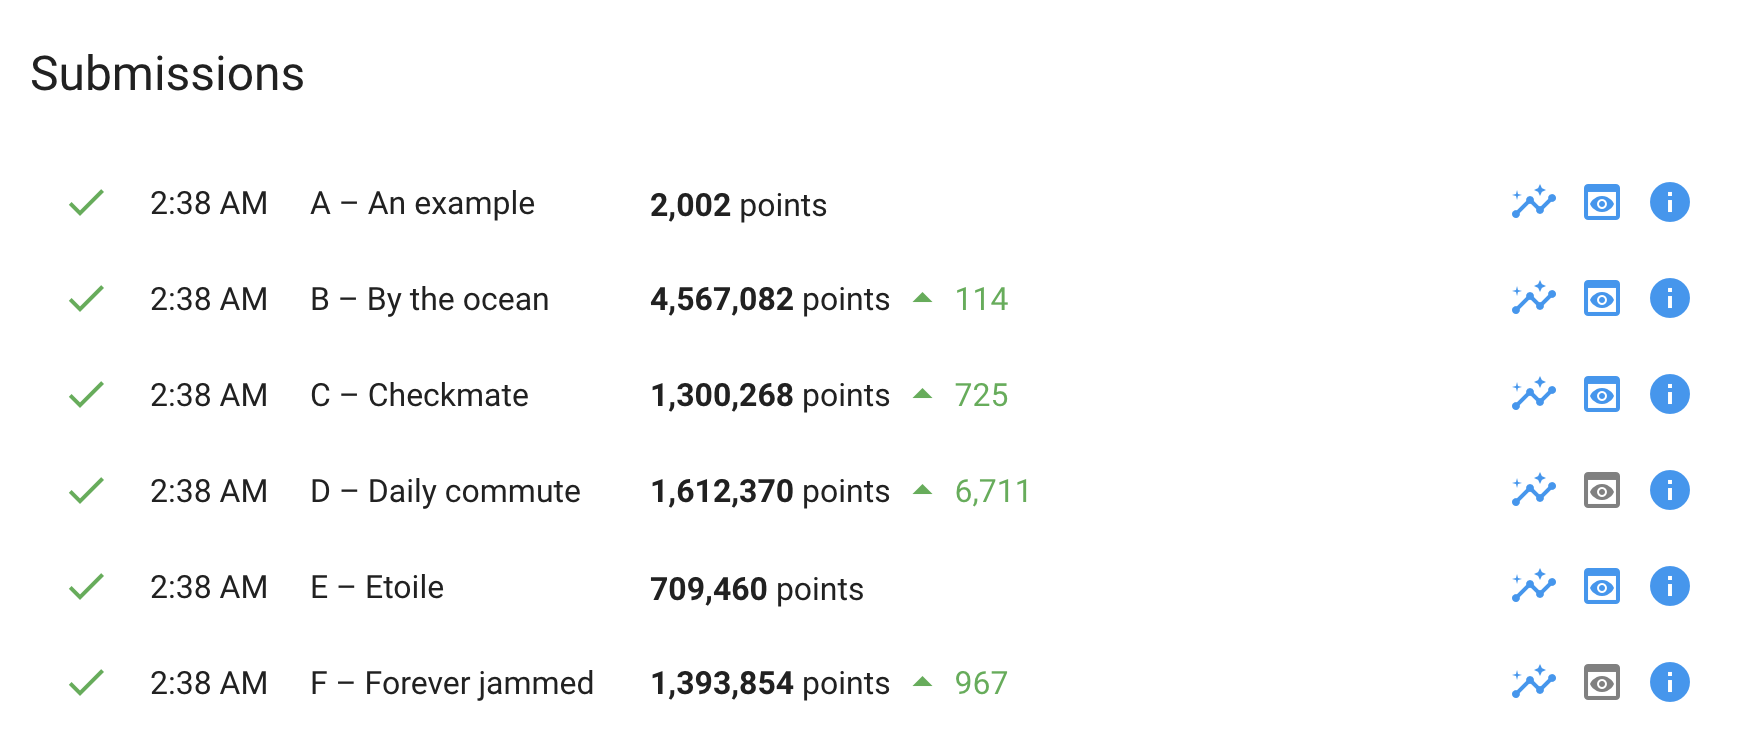 Submissions
2:38 AM A – An example 2,002 points
2:38 AM B – By the ocean 4,567,082 points 114
2:38 AM C – Checkmate 1,300,268 points 725
2:38 AM D – Daily commute 1,612,370 points 6,711
2:38 AM E – Etoile 709,460 points
2:38 AM F – Forever jammed 1,393,854 points 967